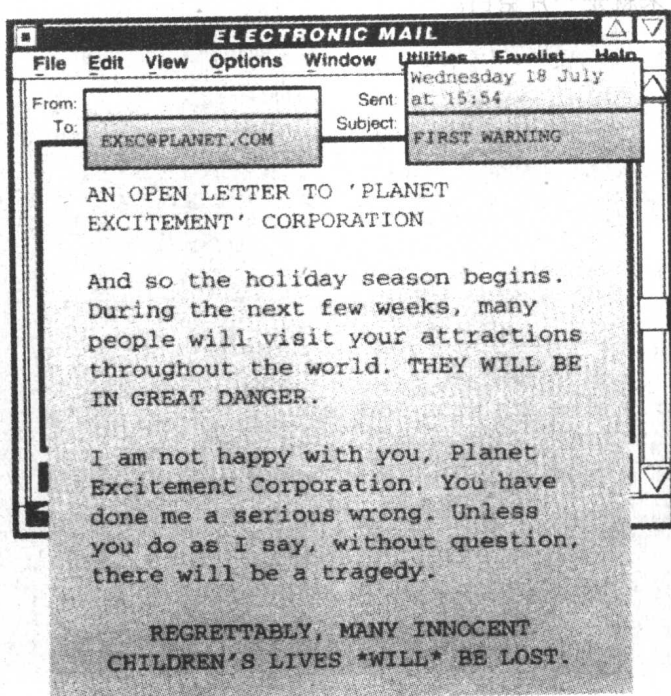 ELECTRONIC MAIL
File Edit View Options Window Utilities Favelist Help
From:
Sent: Wednesday 18 July
at 15:54
To: EXEC@PLANET.COM
Subject: FIRST WARNING
AN OPEN LETTER TO 'PLANET
EXCITEMENT' CORPORATION
And so the holiday season begins.
During the next few weeks, many
people will visit your attractions
throughout the world. THEY WILL BE
IN GREAT DANGER.
I am not happy with you, Planet
Excitement Corporation. You have
done me a serious wrong. Unless
you do as I say, without question,
there will be a tragedy.
REGRETTABLY, MANY INNOCENT
CHILDREN'S LIVES *WILL* BE LOST.